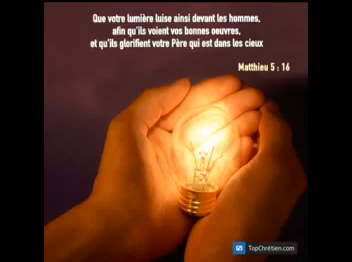 Que votre lumière luise ainsi devant les hommes,
afin qu'ils voient vos bonnes oeuvres,
et qu'ils glorifient votre Père qui est dans les cieux
Matthieu 5 : 16
TopChrétien.com